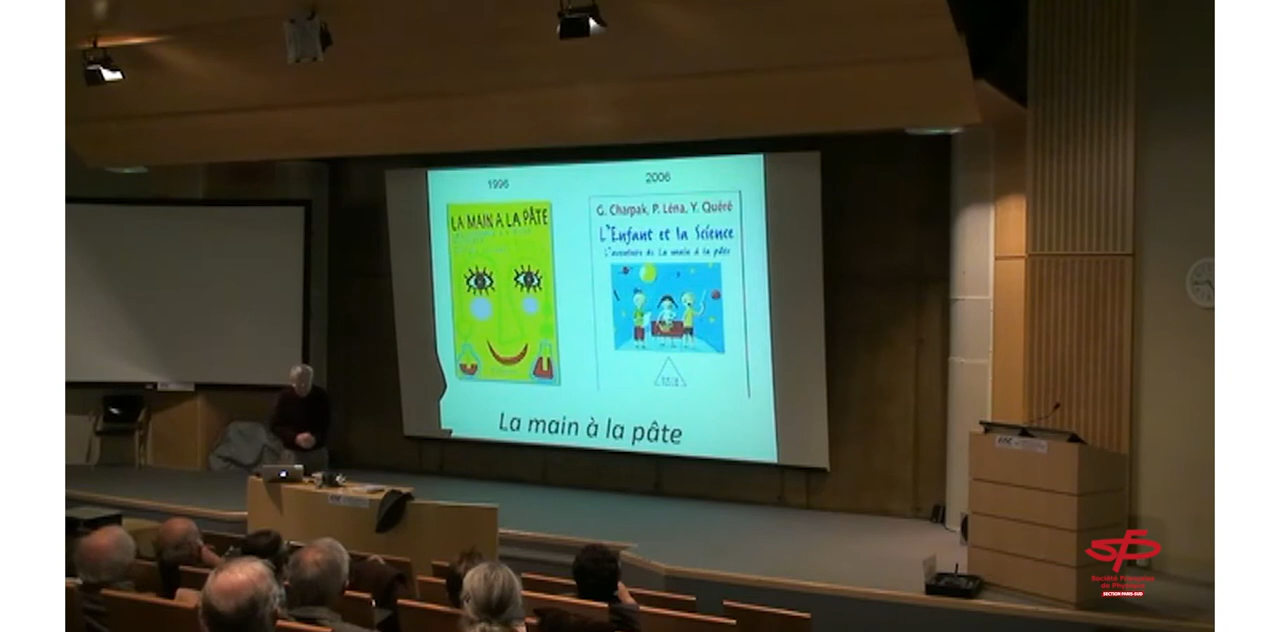 1996
2006
LA MAIN A LA PÂTE
G. Charpak, P. Léna, Y. Quéré
L'Enfant et la Science
L'aventure de La main à la pâte
La main à la pâte
SFP
Société Française
de Physique
SECTION PARIS-SUD